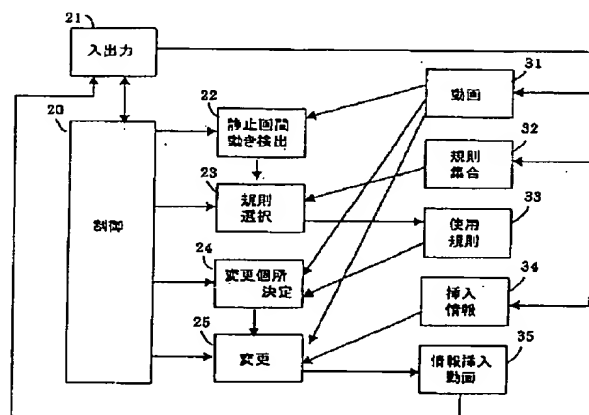 21
入出力
20
制御
22
静止画間
動き検出
23
規則
選択
24
変更個所
決定
25
変更
31
動画
32
規則
集合
33
使用
規則
34
挿入
情報
35
情報挿入
動画